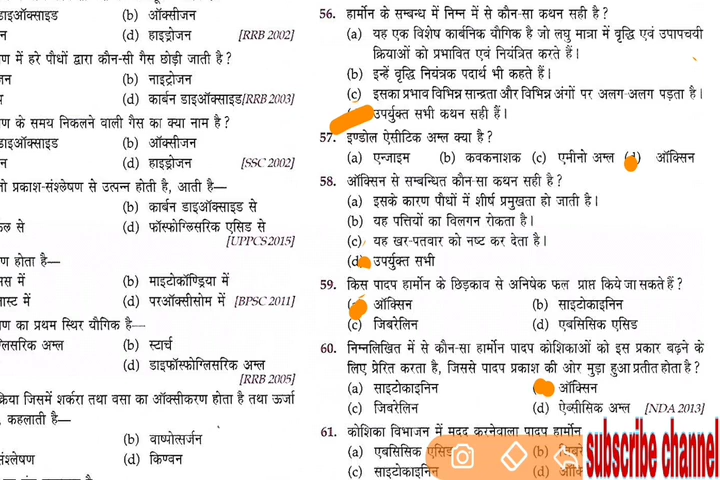 डाइऑक्साइड (b) ऑक्सीजन
न (d) हाइड्रोजन [RRB 2002]
ण में हरे पौधों द्वारा कौन-सी गैस छोड़ी जाती है?
जन (b) नाइट्रोजन
(d) कार्बन डाइऑक्साइड[RRB 2003]
ण के समय निकलने वाली गैस का क्या नाम है?
डाइऑक्साइड (b) ऑक्सीजन
न (d) हाइड्रोजन [SSC 2002]
जो प्रकाश-संश्लेषण से उत्पन्न होती है, आती है—
(b) कार्बन डाइऑक्साइड से
से (d) फॉस्फोग्लिसरिक एसिड से
[UPPCS2015]
ण होता है—
में (b) माइटोकॉण्ड्रिया में
में (d) परऑक्सीसोम में [BPSC 2011]
ण का प्रथम स्थिर यौगिक है—
ग्लिसरिक अम्ल (b) स्टार्च
(d) डाइफॉस्फोग्लिसरिक अम्ल
[RRB 2005]
क्रिया जिसमें शर्करा तथा वसा का ऑक्सीकरण होता है तथा ऊर्जा
, कहलाती है—
(b) वाष्पोत्सर्जन
संश्लेषण (d) किण्वन
56. हार्मोन के सम्बन्ध में निम्न में से कौन-सा कथन सही है?
(a) यह एक विशेष कार्बनिक यौगिक है जो लघु मात्रा में वृद्धि एवं उपापचयी
क्रियाओं को प्रभावित एवं नियंत्रित करते हैं।
(b) इन्हें वृद्धि नियंत्रक पदार्थ भी कहते हैं।
(c) इसका प्रभाव विभिन्न सान्द्रता और विभिन्न अंगों पर अलग-अलग पड़ता है।
उपर्युक्त सभी कथन सही हैं।
57. इण्डोल ऐसीटिक अम्ल क्या है?
(a) एन्जाइम (b) कवकनाशक (c) एमीनो अम्ल (d) ऑक्सिन
58. ऑक्सिन से सम्बन्धित कौन-सा कथन सही है?
(a) इसके कारण पौधों में शीर्ष प्रमुखता हो जाती है।
(b) यह पत्तियों का विलगन रोकता है।
(c) यह खर-पतवार को नष्ट कर देता है।
(d) उपर्युक्त सभी
59. किस पादप हार्मोन के छिड़काव से अनिषेक फल प्राप्त किये जा सकते हैं?
ऑक्सिन (b) साइटोकाइनिन
(c) जिबरेलिन (d) एबसिसिक एसिड
60. निम्नलिखित में से कौन-सा हार्मोन पादप कोशिकाओं को इस प्रकार बढ़ने के
लिए प्रेरित करता है, जिससे पादप प्रकाश की ओर मुड़ा हुआ प्रतीत होता है?
(a) साइटोकाइनिन ऑक्सिन
(c) जिबरेलिन (d) ऐब्सीसिक अम्ल [NDA 2013]
61. कोशिका विभाजन में मदद करनेवाला पादप हार्मोन
(a) एबसिसिक एसिड (b)
(c) साइटोकाइनिन (d)
subscribe channel